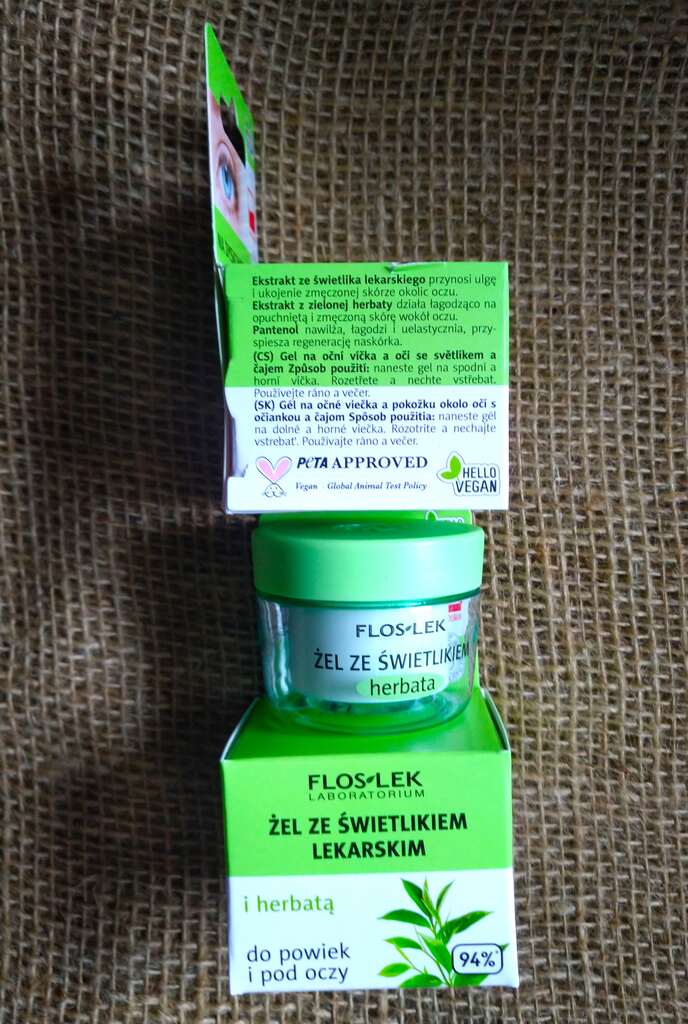 Ekstrakt ze świetlika lekarskiego przynosi ulgę
i ukojenie zmęczonej skórze okolic oczu.
Ekstrakt z zielonej herbaty działa łagodząco na
opuchniętą i zmęczoną skórę wokół oczu.
Pantenol nawilża, łagodzi i uelastycznia, przy-
spiesza regenerację naskórka.
(CS) Gel na oční víčka a oči se světlíkem a
čajem Způsob použití: naneste gel na spodní a
horní víčka. Rozetřete a nechte vstřebat.
Používejte ráno a večer.
(SK) Gél na očné viečka a pokožku okolo očí s
očiankou a čajom Spôsob použitia: naneste gél
na dolné a horné viečka. Rozotrite a nechajte
vstrebať. Používajte ráno a večer.
PETA APPROVED
Vegan Global Animal Test Policy
HELLO
VEGAN
FLOS-LEK
ŻEL ZE ŚWIETLIKIEM
herbata
FLOS-LEK
LABORATORIUM
ŻEL ZE ŚWIETLIKIEM
LEKARSKIM
i herbatą
do powiek
i pod oczy
94%*